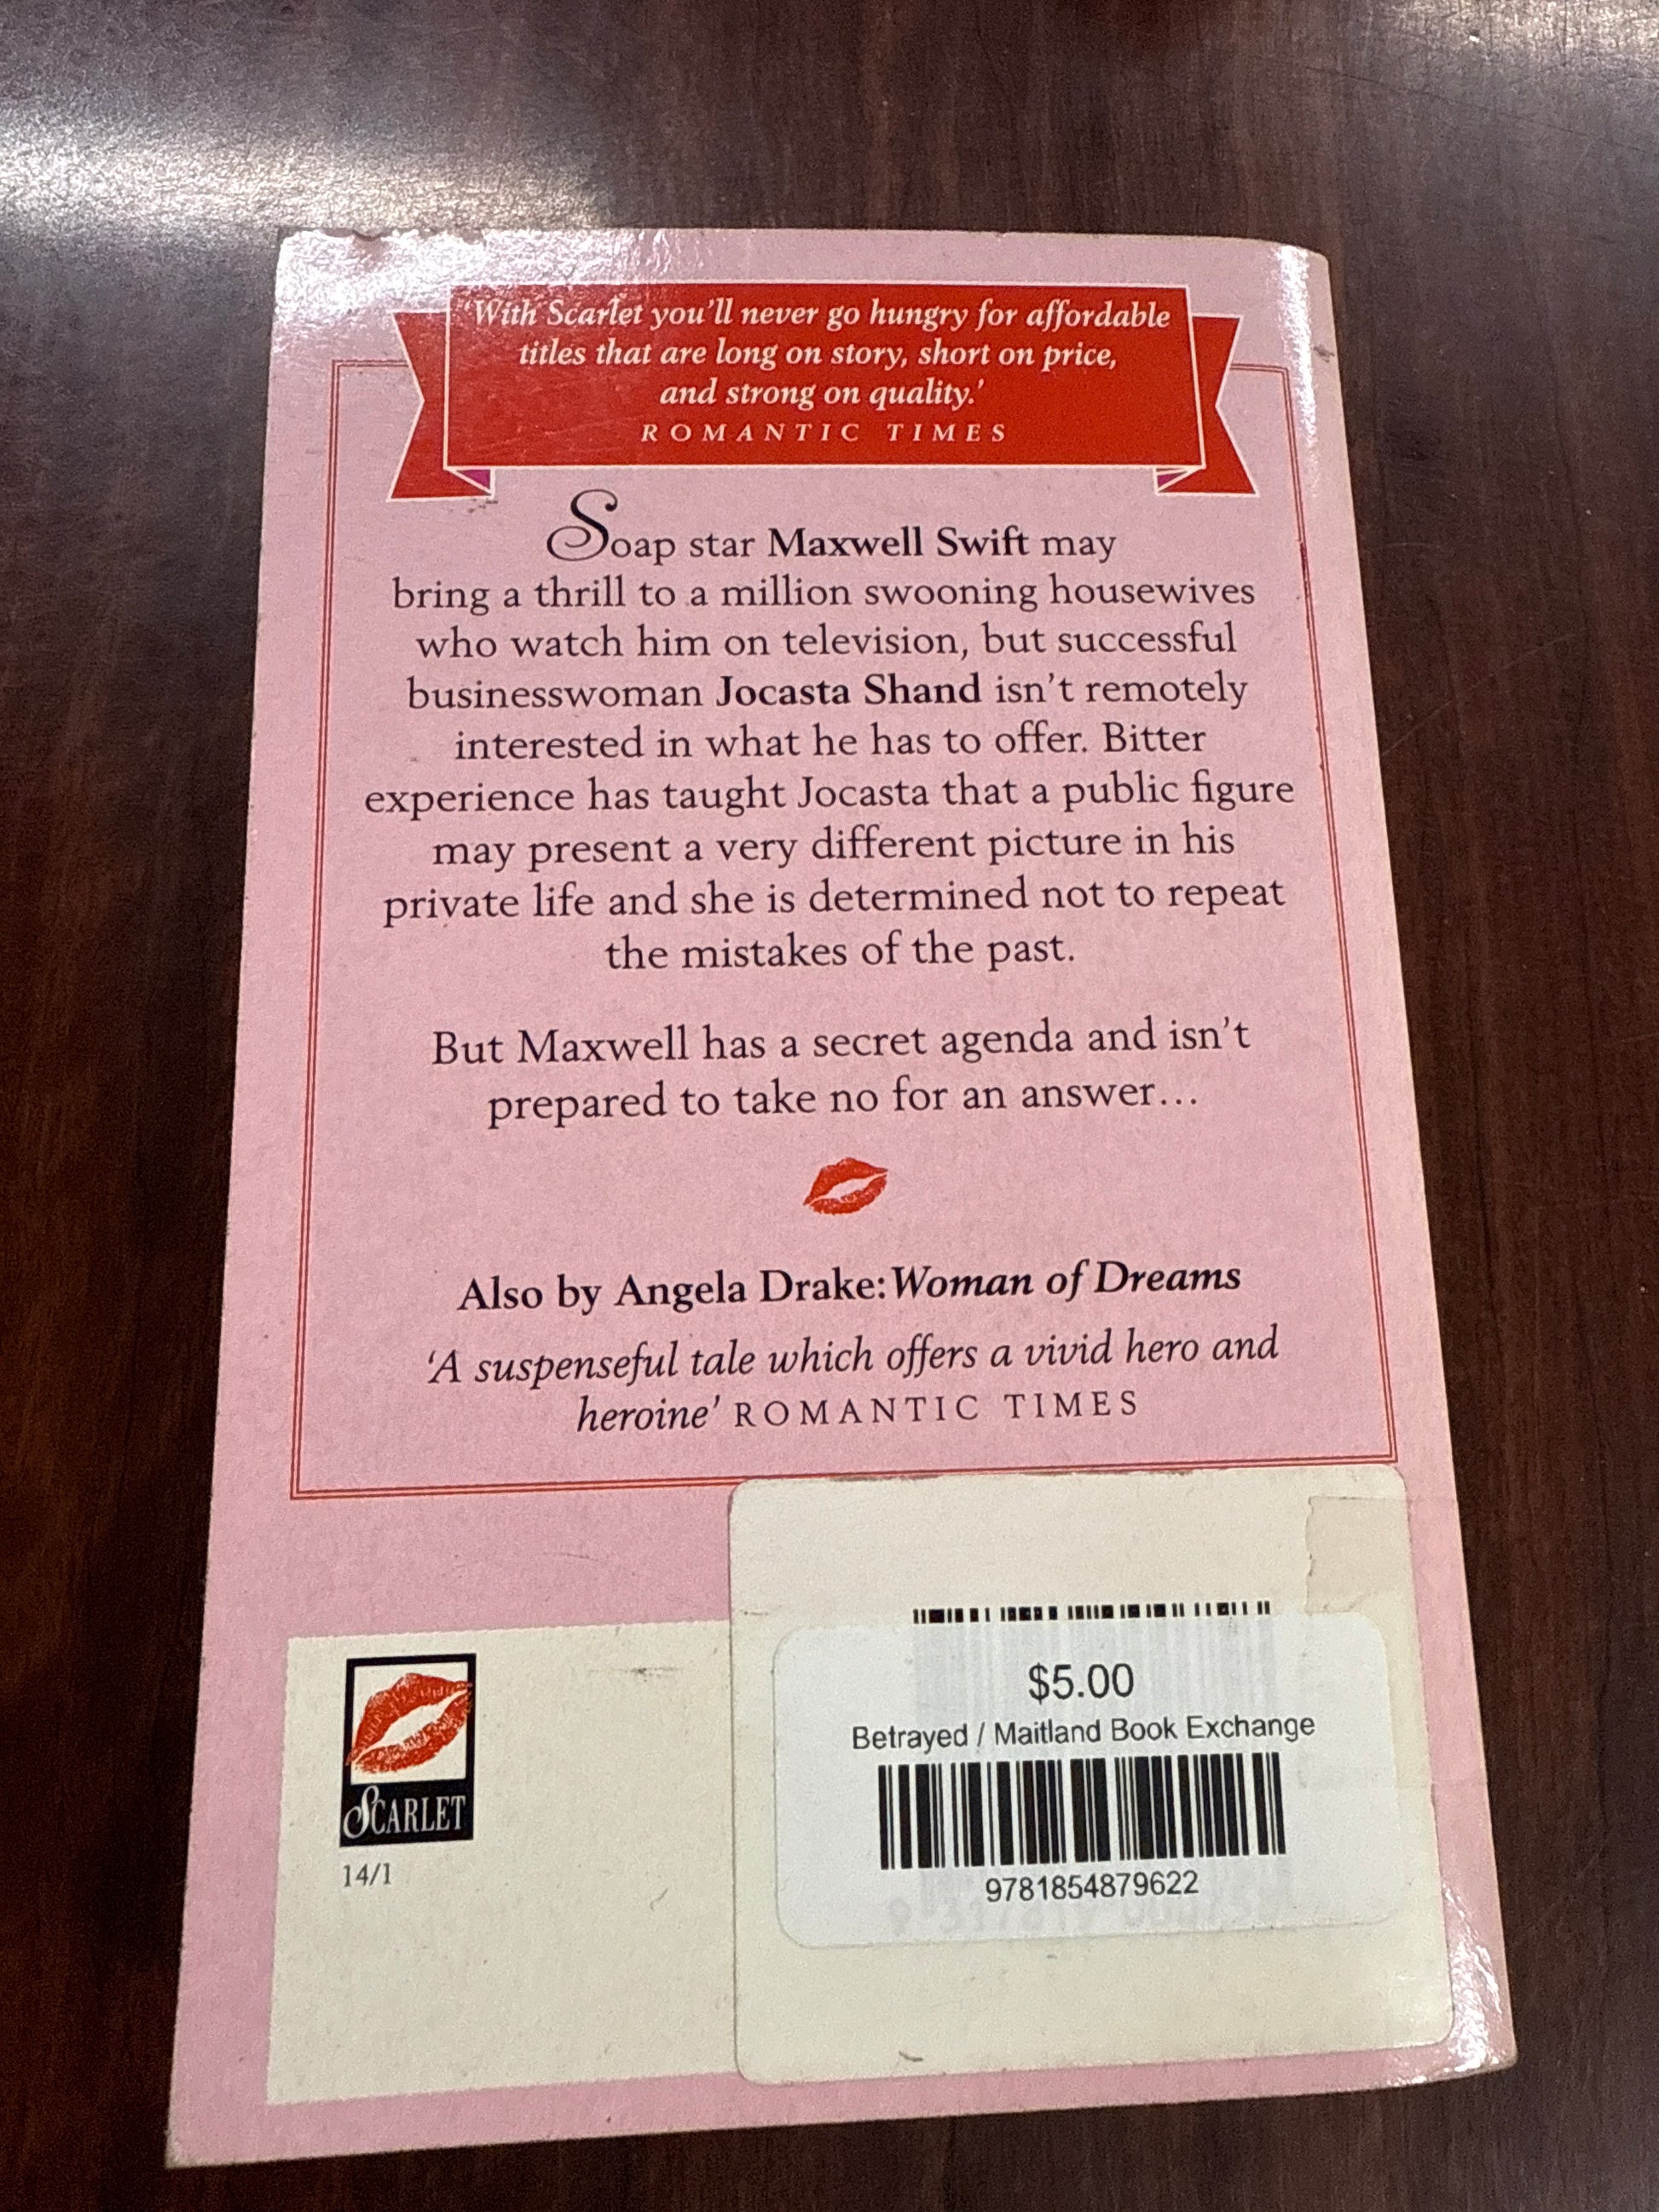 ‘With Scarlet you’ll never go hungry for affordable
titles that are long on story, short on price,
and strong on quality.’
ROMANTIC TIMES
Soap star Maxwell Swift may
bring a thrill to a million swooning housewives
who watch him on television, but successful
businesswoman Jocasta Shand isn’t remotely
interested in what he has to offer. Bitter
experience has taught Jocasta that a public figure
may present a very different picture in his
private life and she is determined not to repeat
the mistakes of the past.
But Maxwell has a secret agenda and isn’t
prepared to take no for an answer…
Also by Angela Drake: Woman of Dreams
‘A suspenseful tale which offers a vivid hero and
heroine’ ROMANTIC TIMES
SCARLET
14/1
$5.00
Betrayed / Maitland Book Exchange
9781854879622